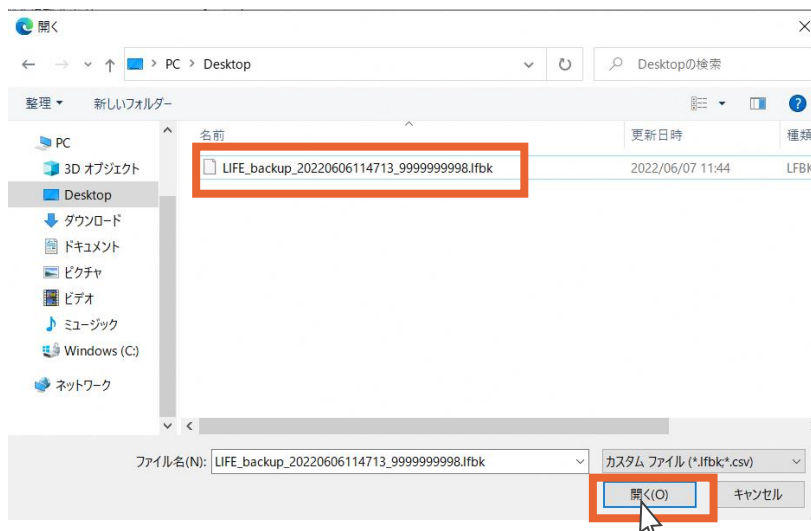 開く
PC > Desktop
Desktopの検索
整理
新しいフォルダー
名前
更新日時
種類
LIFE_backup_20220606114713_9999999998.lfbk
2022/06/07 11:44
LFBK
PC
3D オブジェクト
Desktop
ダウンロード
ドキュメント
ピクチャ
ビデオ
ミュージック
Windows (C:)
ネットワーク
ファイル名(N):
LIFE_backup_20220606114713_9999999998.lfbk
カスタム ファイル (*.lfbk;*.csv)
開く(O)
キャンセル